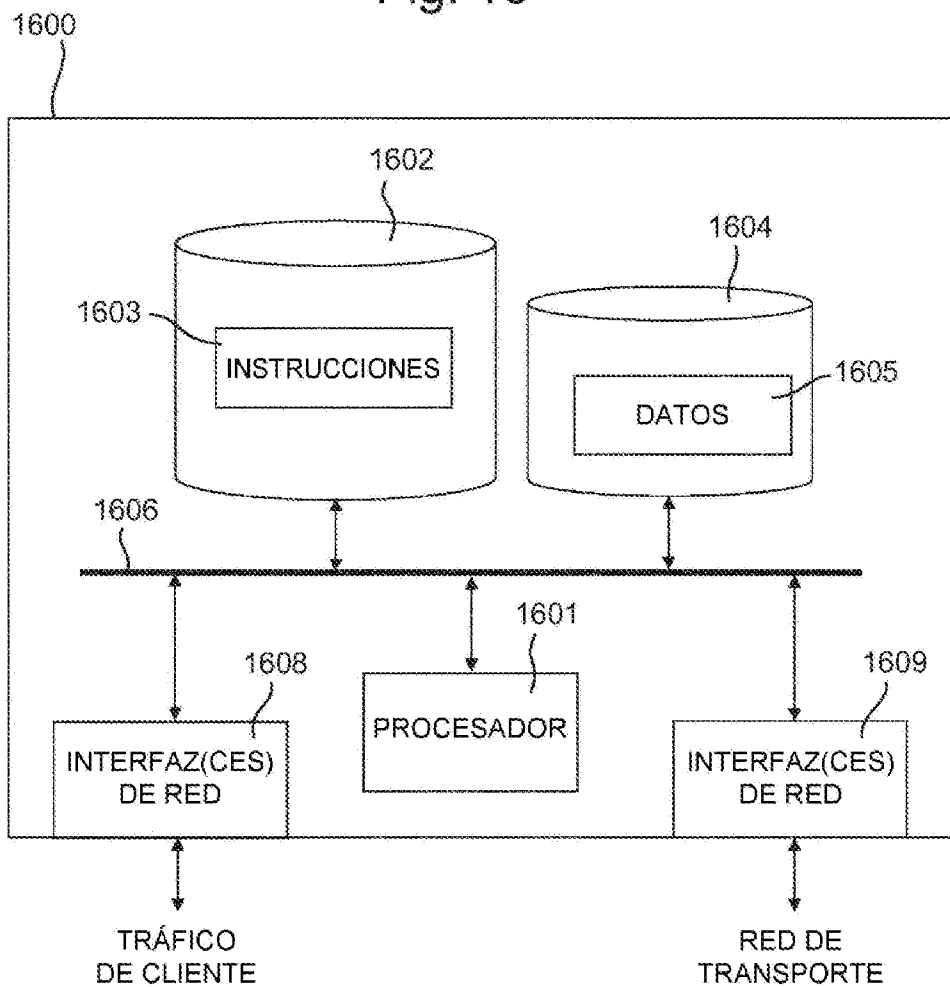 1600
1602
1604
1603
INSTRUCCIONES
1605
DATOS
1606
1601
1608
1609
PROCESADOR
INTERFAZ(CES)
DE RED
INTERFAZ(CES)
DE RED
TRÁFICO
DE CLIENTE
RED DE
TRANSPORTE